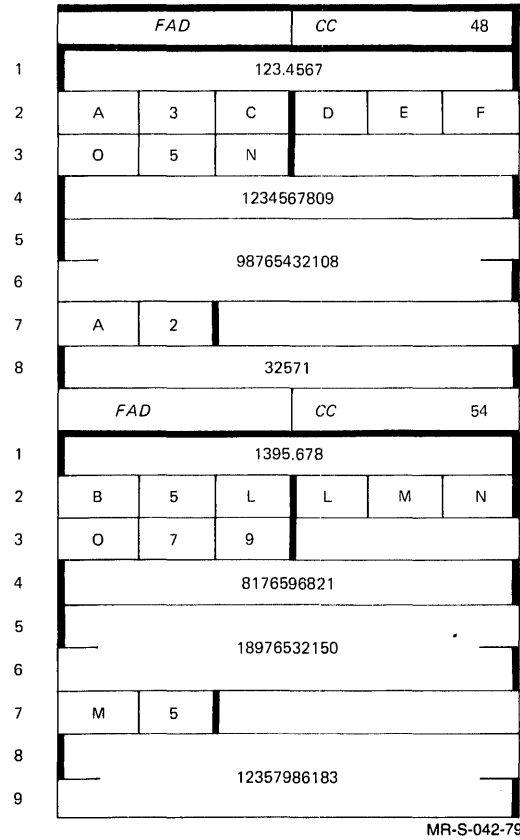 FAD CC 48
1 123.4567
2 A 3 C D E F
3 O 5 N
4 1234567809
5
98765432108
6
7 A 2
8 32571
FAD CC 54
1 1395.678
2 B 5 L L M N
3 O 7 9
4 8176596821
5
18976532150
6
7 M 5
8
12357986183
9
MR-S-042-79